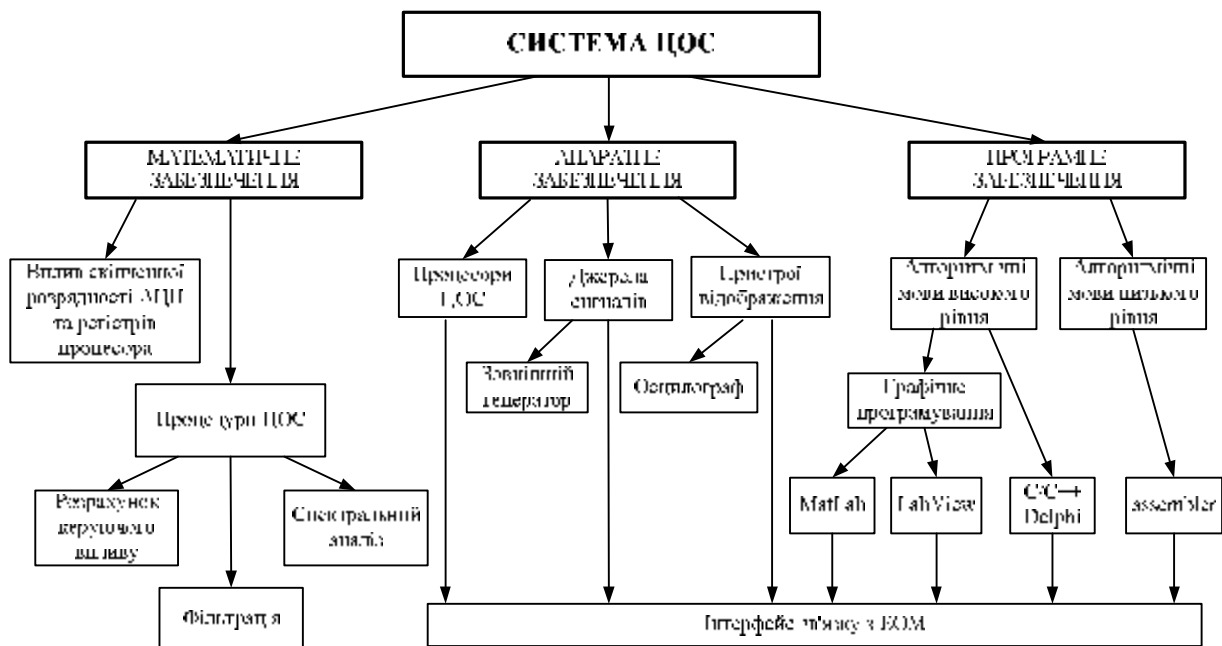 СИСТЕМА ЦОС
МАТЕМАТИЧНЕ
ЗАБЕЗПЕЧЕННЯ
АПАРАТНЕ
ЗАБЕЗПЕЧЕННЯ
ПРОГРАМНЕ
ЗАБЕЗПЕЧЕННЯ
Вплив скінченної
розрядності АЦП
та регістрів
процесора
Процесори
ЦОС
Джерела
сигналів
Пристрої
відображення
Алгоритмічні
мови високого
рівня
Алгоритмічні
мови низького
рівня
Зовнішній
генератор
Осцилограф
Графічне
програмування
Процедури ЦОС
Розрахунок
керуючого
впливу
Спектральний
аналіз
MatLab
LabView
C/C++
Delphi
assembler
Фільтрація
Інтерфейс зв'язку з ЕОМ